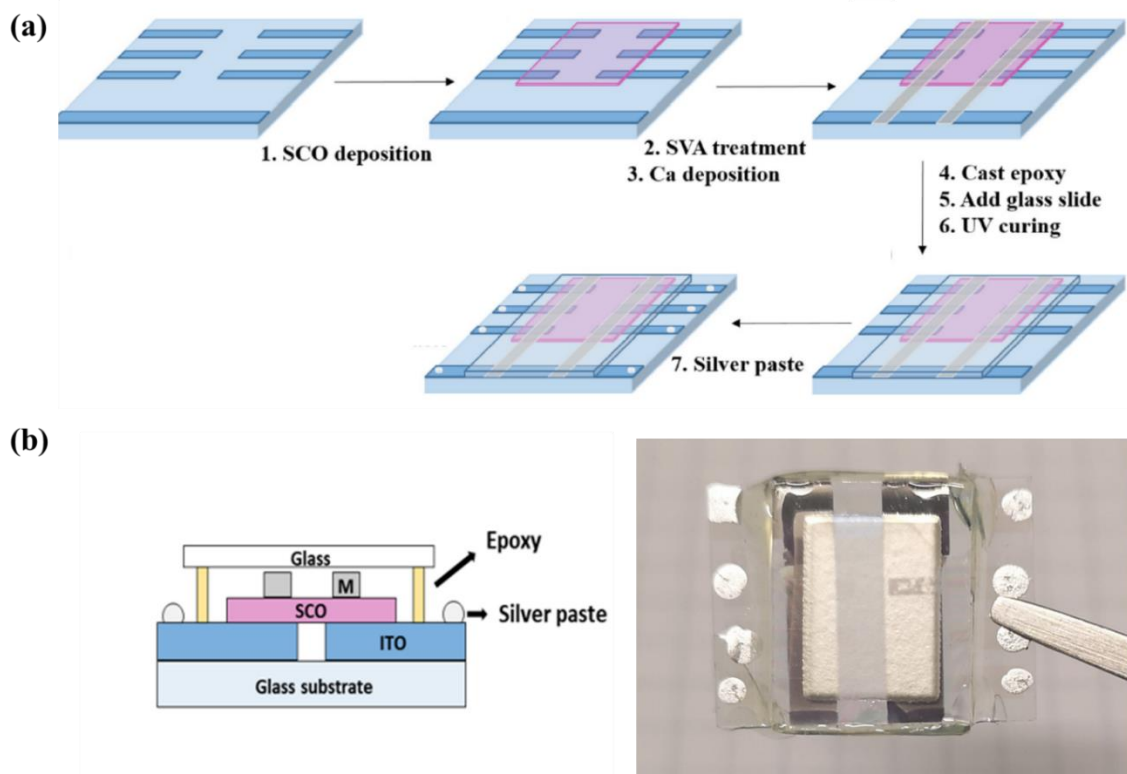 (a)
1. SCO deposition
2. SVA treatment
3. Ca deposition
4. Cast epoxy
5. Add glass slide
6. UV curing
7. Silver paste
(b)
Glass
Epoxy
M
SCO
Silver paste
ITO
Glass substrate